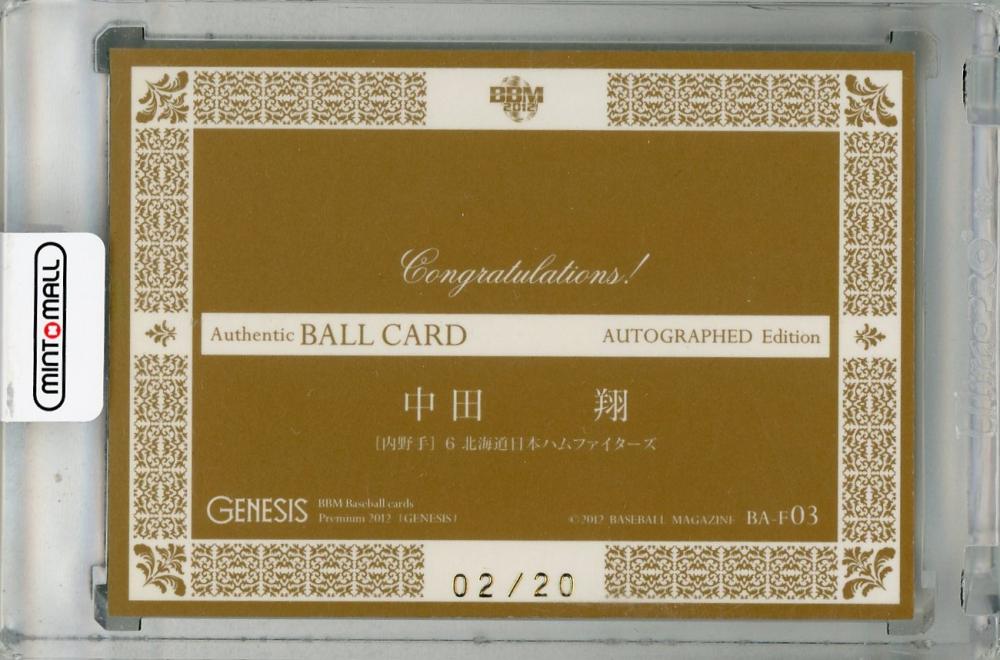 BBM
2012
Congratulations!
Authentic BALL CARD AUTOGRAPHED Edition
中田 翔
[内野手] 6 北海道日本ハムファイターズ
GENESIS
BBM Baseball cards
Premium 2012「GENESIS」
©2012 BASEBALL MAGAZINE BA-F03
02/20
MINT MALL